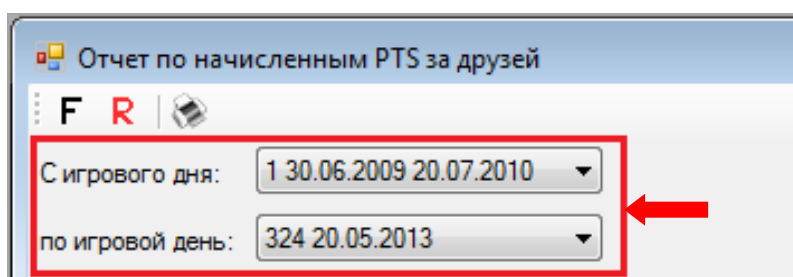 Отчет по начисленным PTS за друзей
F R
С игрового дня: 1 30.06.2009 20.07.2010
по игровой день: 324 20.05.2013